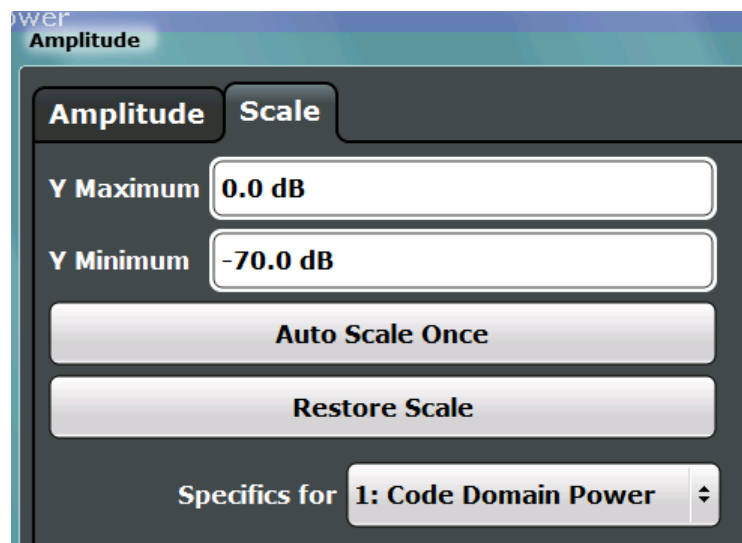 Amplitude
Amplitude Scale
Y Maximum 0.0 dB
Y Minimum -70.0 dB
Auto Scale Once
Restore Scale
Specifics for 1: Code Domain Power